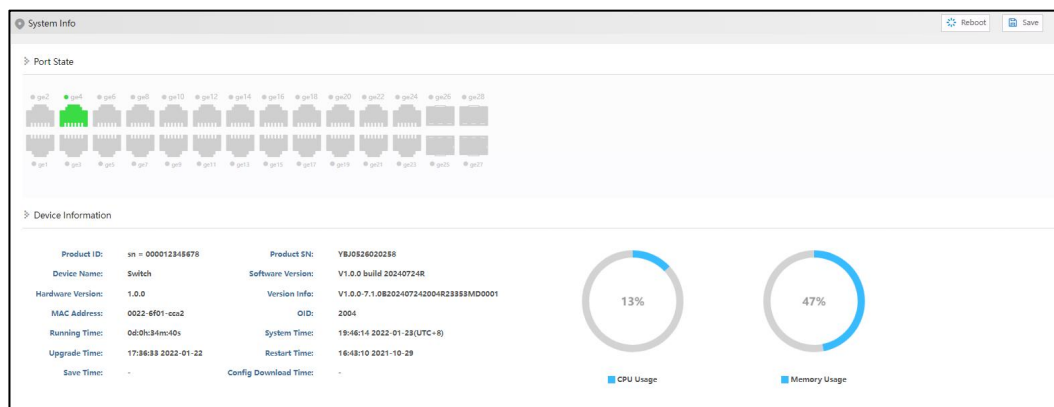 System Info
Reboot
Save
Port State
ge2 ge4 ge6 ge8 ge10 ge12 ge14 ge16 ge18 ge20 ge22 ge24 ge26 ge28
ge1 ge3 ge5 ge7 ge9 ge11 ge13 ge15 ge17 ge19 ge21 ge23 ge25 ge27
Device Information
Product ID: sn = 000012345678 Product SN: YBJ0526020258
Device Name: Switch Software Version: V1.0.0 build 20240724R
Hardware Version: 1.0.0 Version Info: V1.0.0-7.1.0B202407242004R23353MD0001
MAC Address: 0022-6f01-cca2 OID: 2004
Running Time: 0d:0h:34m:40s System Time: 19:46:14 2022-01-23(UTC+8)
Upgrade Time: 17:36:33 2022-01-22 Restart Time: 16:43:10 2021-10-29
Save Time: - Config Download Time: -
13%
47%
CPU Usage
Memory Usage